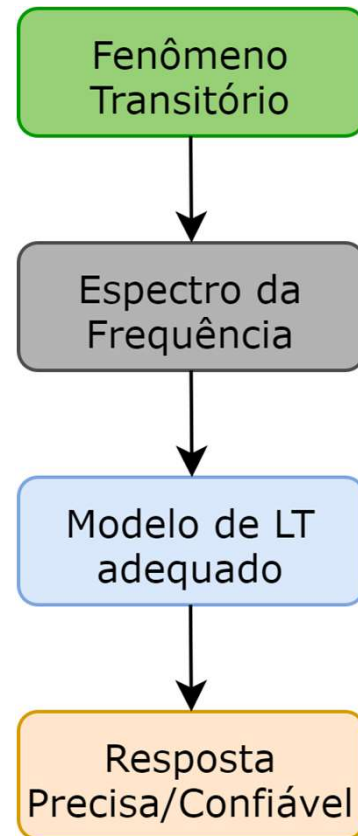 Fenômeno
Transitório
Espectro da
Frequência
Modelo de LT
adequado
Resposta
Precisa/Confiável